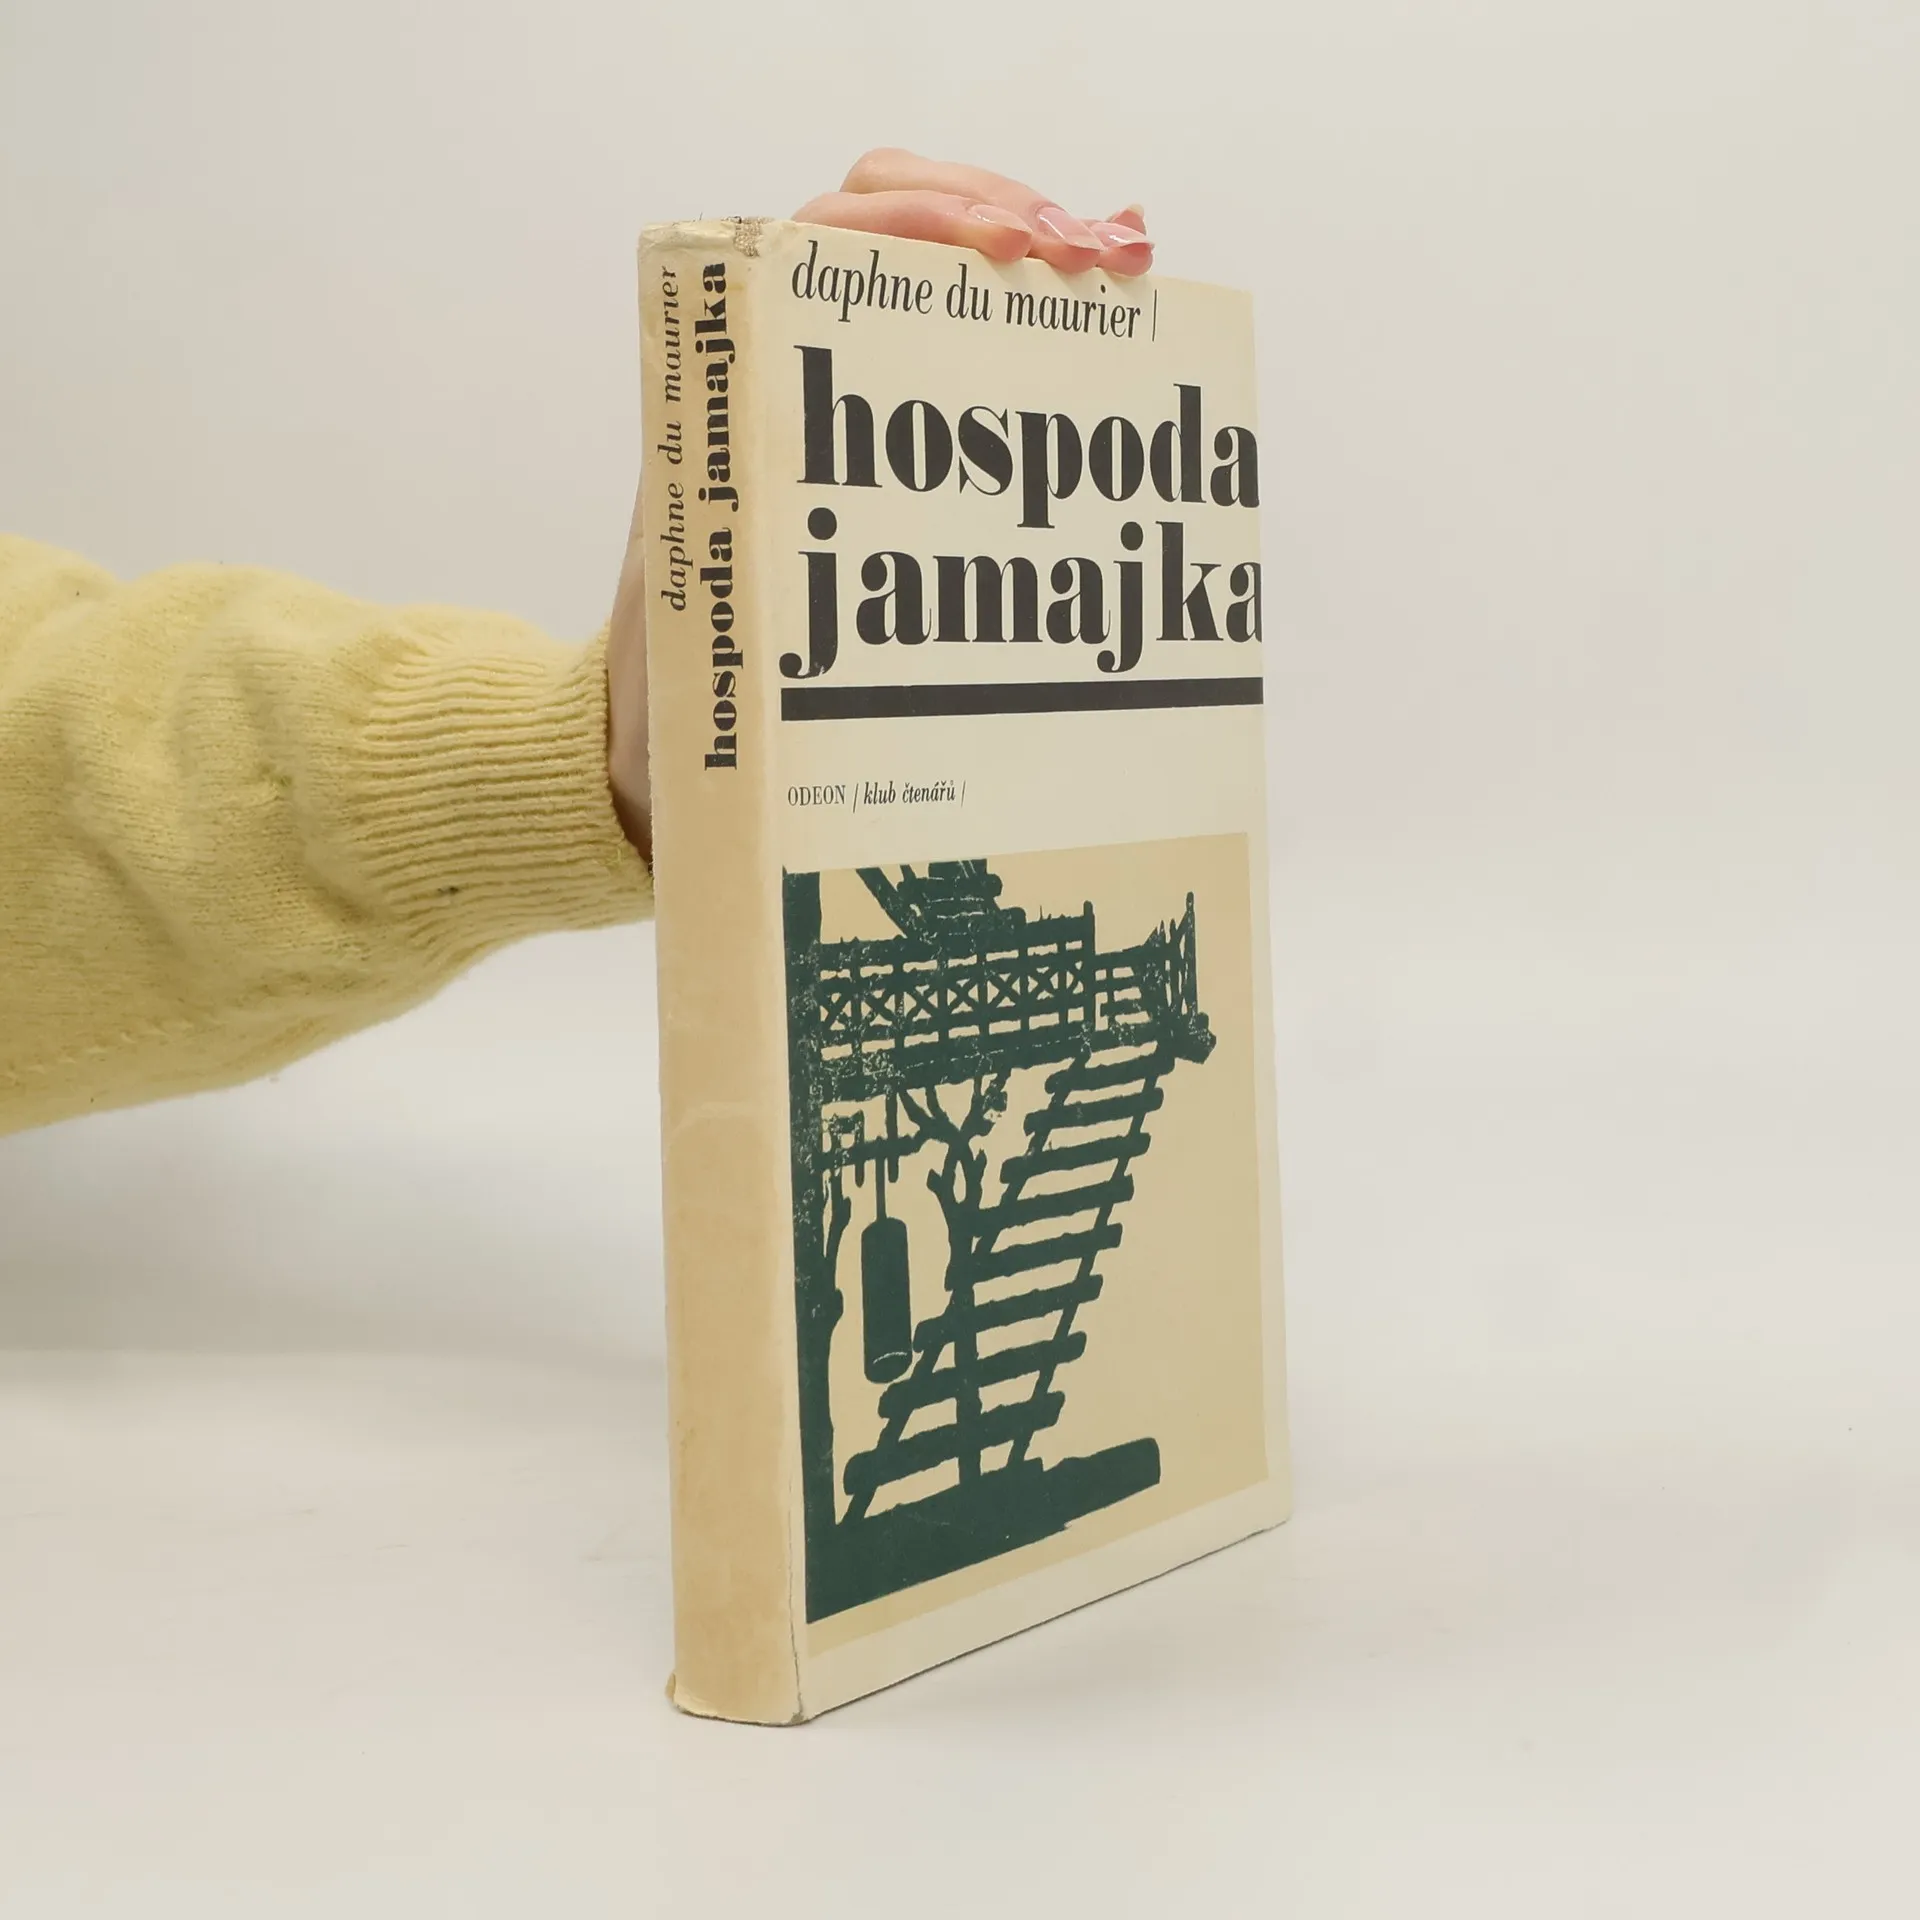 daphne du maurier
hospoda jamajka
daphne du maurier |
hospoda
jamajka
ODEON / klub čtenářů /